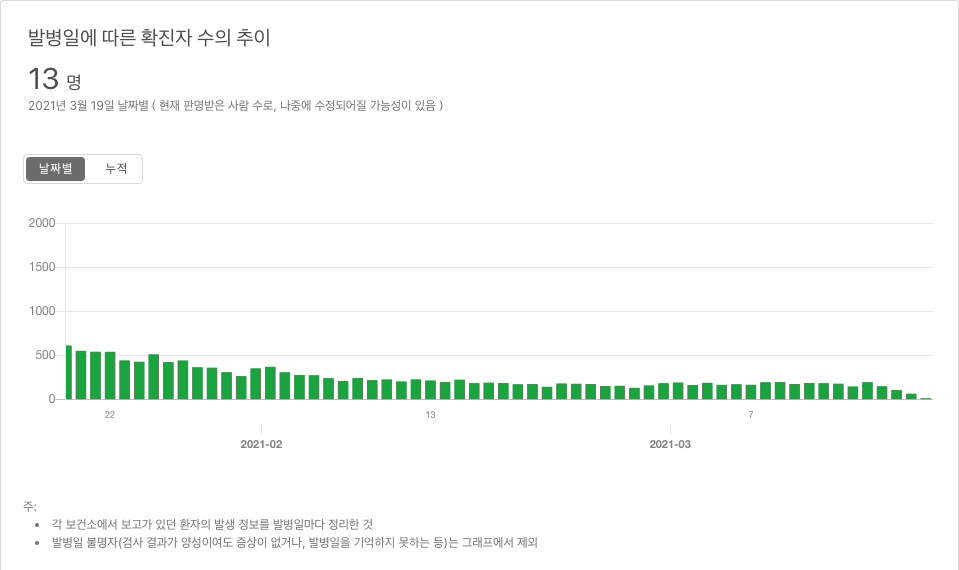 발병일에 따른 확진자 수의 추이
13 명
2021년 3월 19일 날짜별 ( 현재 판명받은 사람 수로, 나중에 수정되어질 가능성이 있음 )
날짜별 누적
2000
1500
1000
500
0
22 13 7
2021-02 2021-03
주:
• 각 보건소에서 보고가 있던 환자의 발생 정보를 발병일마다 정리한 것
• 발병일 불명자(검사 결과가 양성이여도 증상이 없거나, 발병일을 기억하지 못하는 등)는 그래프에서 제외